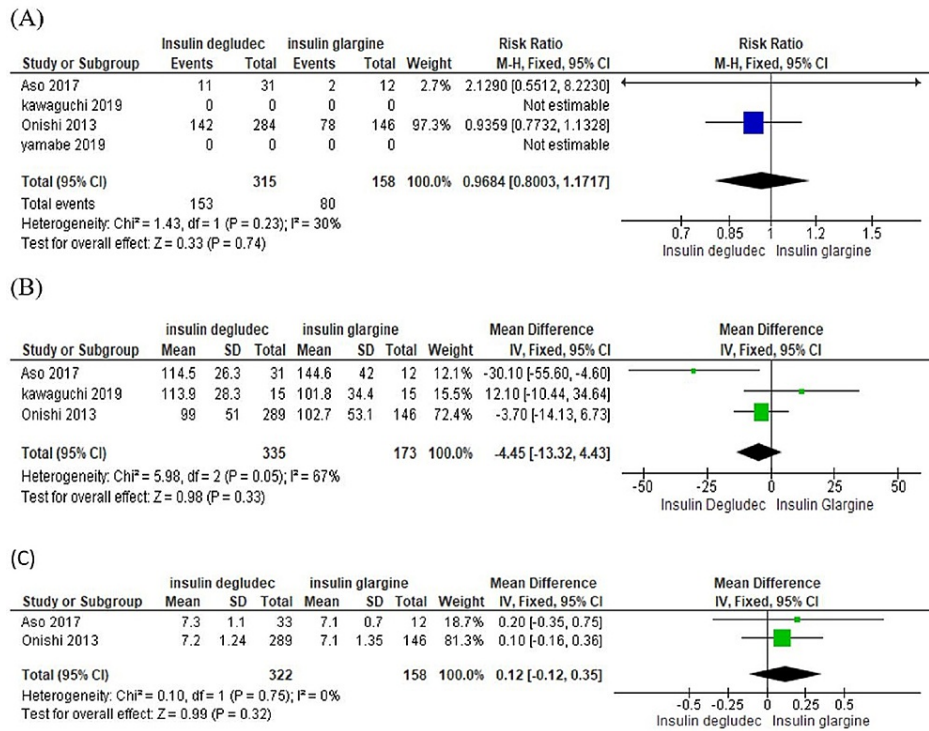 (A)
Insulin degludec insulin glargine Risk Ratio Risk Ratio
Study or Subgroup Events Total Events Total Weight M-H, Fixed, 95% CI M-H, Fixed, 95% CI
Aso 2017 11 31 2 12 2.7% 2.1290 [0.5512, 8.2230]
kawaguchi 2019 0 0 0 0 Not estimable
Onishi 2013 142 284 78 146 97.3% 0.9359 [0.7732, 1.1328]
yamabe 2019 0 0 0 0 Not estimable
Total (95% CI) 315 158 100.0% 0.9684 [0.8003, 1.1717]
Total events 153 80
Heterogeneity: Chi² = 1.43, df = 1 (P = 0.23); I² = 30%
Test for overall effect: Z = 0.33 (P = 0.74)
0.7 0.85 1 1.2 1.5
Insulin degludec Insulin glargine
(B)
insulin degludec insulin glargine Mean Difference Mean Difference
Study or Subgroup Mean SD Total Mean SD Total Weight IV, Fixed, 95% CI IV, Fixed, 95% CI
Aso 2017 114.5 26.3 31 144.6 42 12 12.1% -30.10 [-55.60, -4.60]
kawaguchi 2019 113.9 28.3 15 101.8 34.4 15 15.5% 12.10 [-10.44, 34.64]
Onishi 2013 99 51 289 102.7 53.1 146 72.4% -3.70 [-14.13, 6.73]
Total (95% CI) 335 173 100.0% -4.45 [-13.32, 4.43]
Heterogeneity: Chi² = 5.98, df = 2 (P = 0.05); I² = 67%
Test for overall effect: Z = 0.98 (P = 0.33)
-50 -25 0 25 50
Insulin Degludec Insulin Glargine
(C)
insulin degludec insulin glargine Mean Difference Mean Difference
Study or Subgroup Mean SD Total Mean SD Total Weight IV, Fixed, 95% CI IV, Fixed, 95% CI
Aso 2017 7.3 1.1 33 7.1 0.7 12 18.7% 0.20 [-0.35, 0.75]
Onishi 2013 7.2 1.24 289 7.1 1.35 146 81.3% 0.10 [-0.16, 0.36]
Total (95% CI) 322 158 100.0% 0.12 [-0.12, 0.35]
Heterogeneity: Chi² = 0.10, df = 1 (P = 0.75); I² = 0%
Test for overall effect: Z = 0.99 (P = 0.32)
-0.5 -0.25 0 0.25 0.5
Insulin degludec Insulin glargine